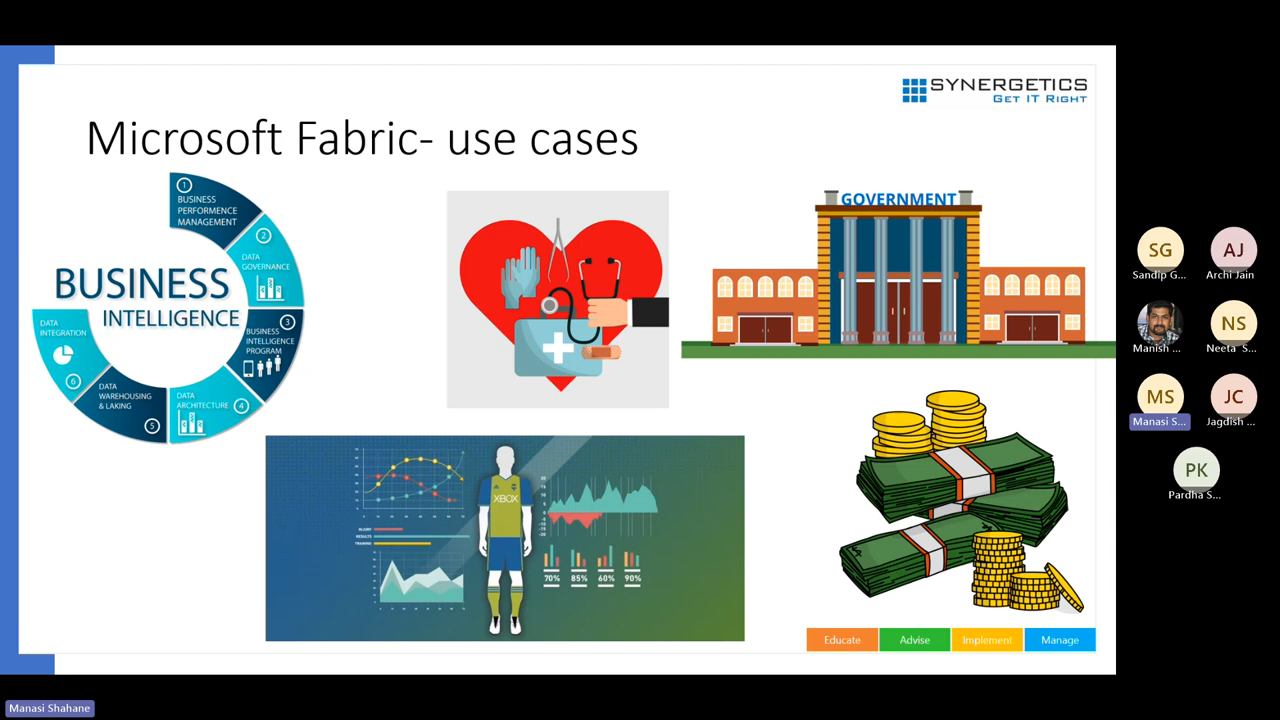 SYNERGETICS
GET IT RIGHT
Microsoft Fabric- use cases
1
BUSINESS
PERFORMANCE
MANAGEMENT
2
DATA
GOVERNANCE
BUSINESS
INTELLIGENCE
3
BUSINESS
INTELLIGENCE
PROGRAM
DATA
ARCHITECTURE
4
DATA
WAREHOUSING
& LAKING
5
DATA
INTEGRATION
6
GOVERNMENT
XBOX
INJURY
RESULTS
TRAINING
70% 85% 60% 90%
Educate Advise Implement Manage
SG AJ
Sandip G... Archi Jain
NS
Manish ... Neeta S...
MS JC
Manasi S... Jagdish ...
PK
Pardha S...
Manasi Shahane